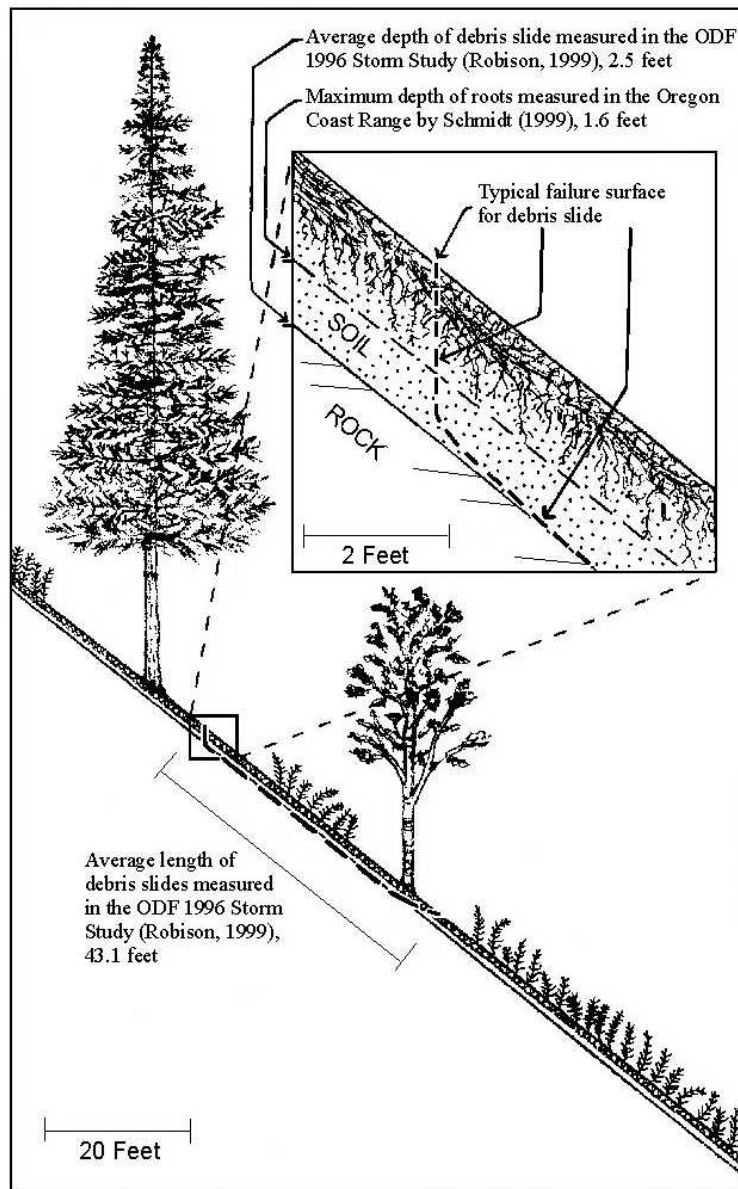 Average depth of debris slide measured in the ODF
1996 Storm Study (Robison, 1999), 2.5 feet
Maximum depth of roots measured in the Oregon
Coast Range by Schmidt (1999), 1.6 feet
Typical failure surface
for debris slide
SOIL
ROCK
2 Feet
Average length of
debris slides measured
in the ODF 1996 Storm
Study (Robison, 1999),
43.1 feet
20 Feet